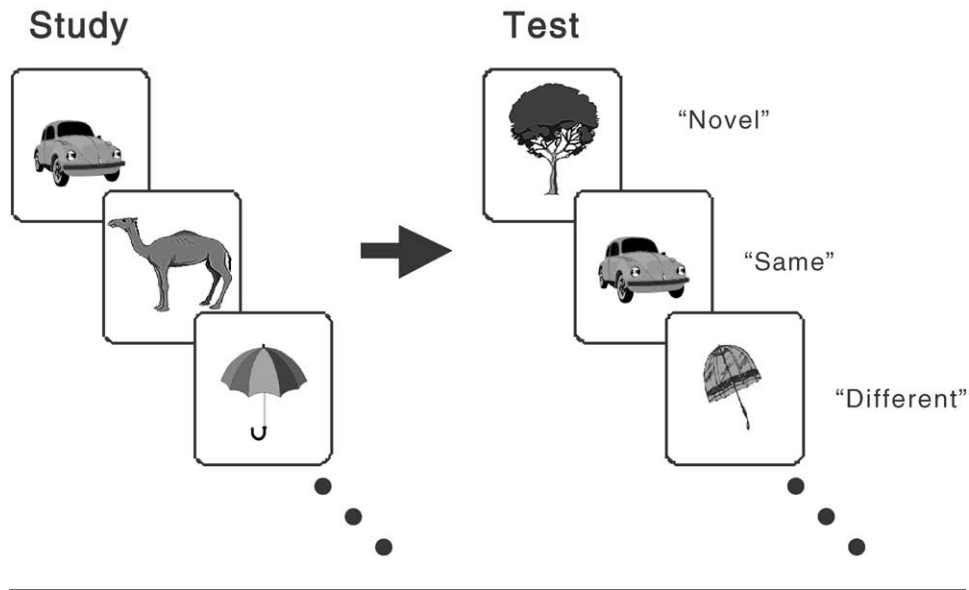 Study
Test
“Novel”
“Same”
“Different”